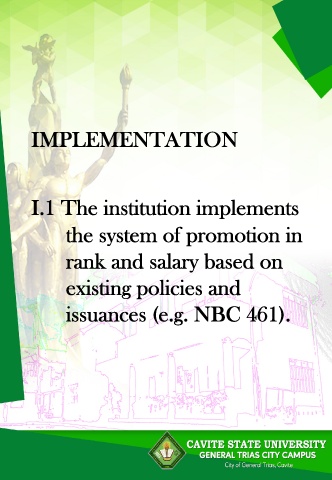 IMPLEMENTATION
I.1 The institution implements
the system of promotion in
rank and salary based on
existing policies and
issuances (e.g. NBC 461).
CAVITE STATE UNIVERSITY
GENERAL TRIAS CITY CAMPUS
City of General Trias, Cavite